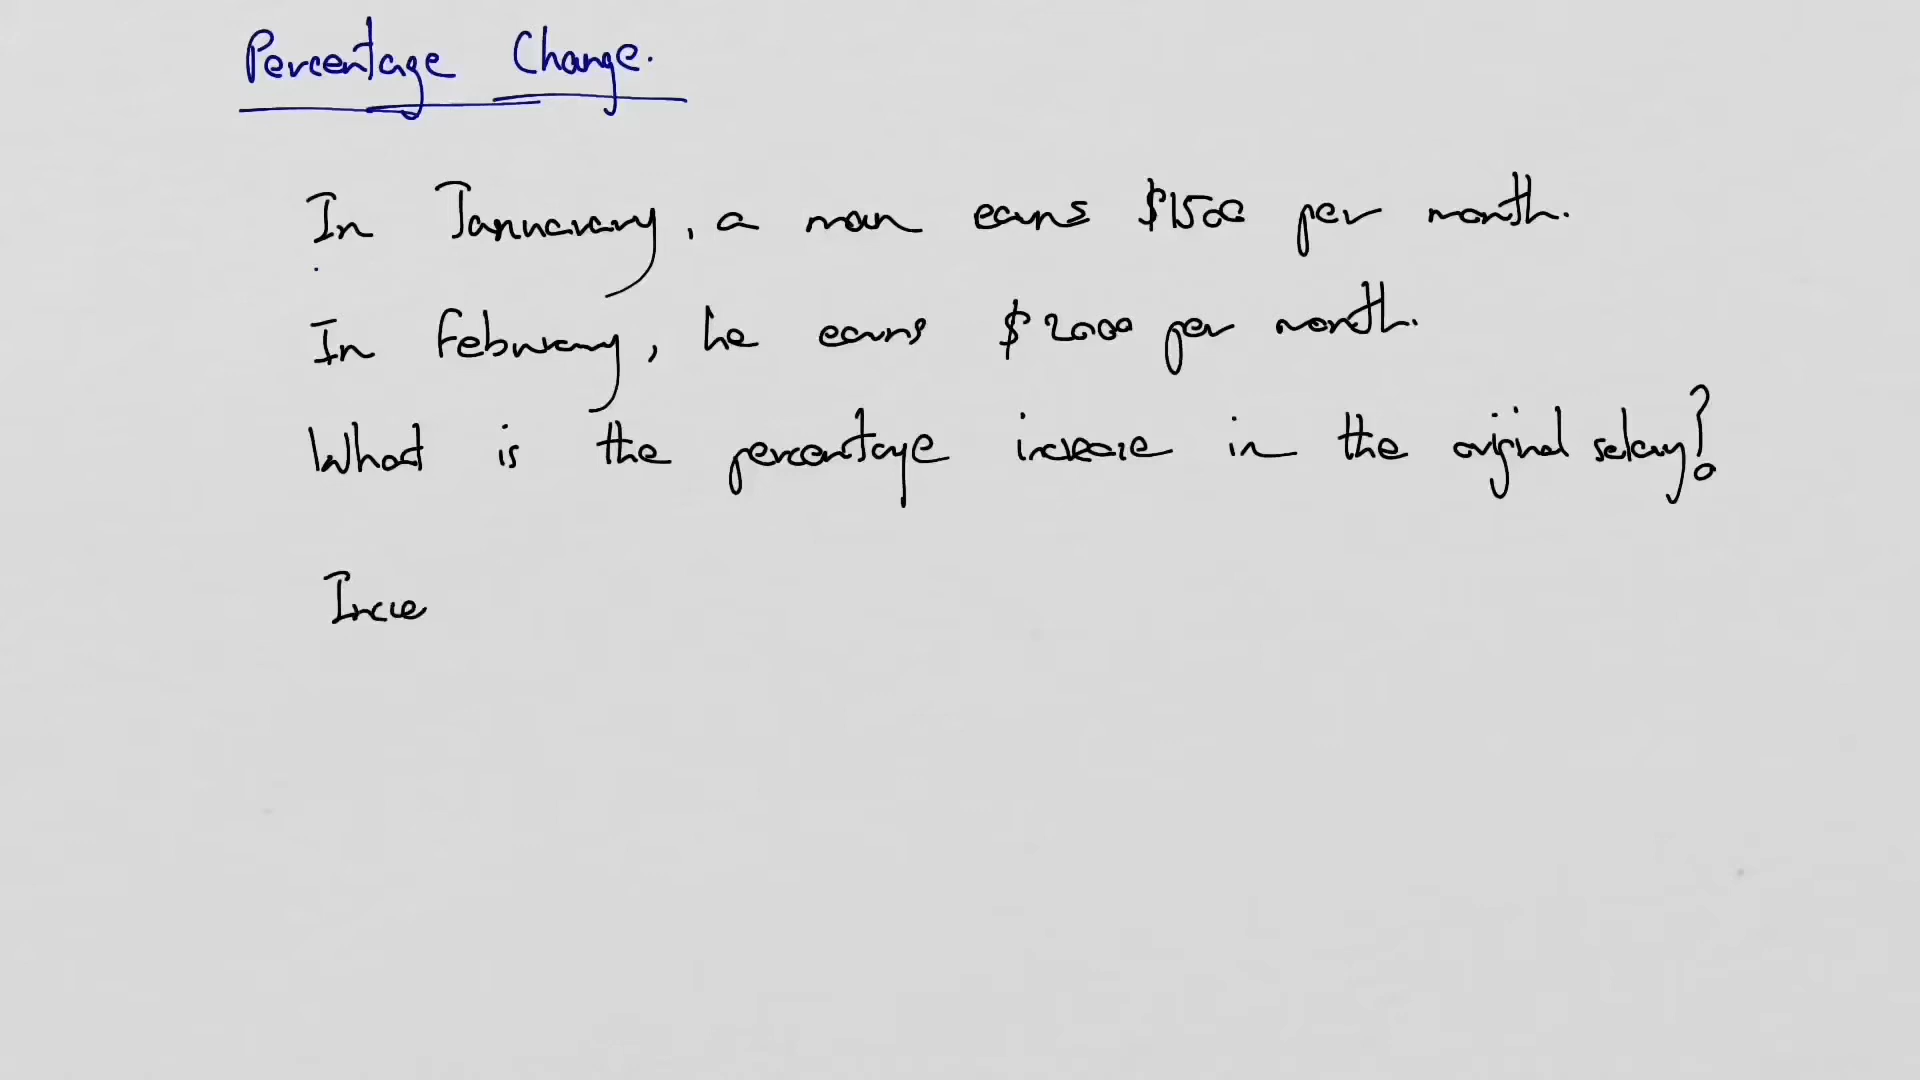 Percentage Change.
In Januarary, a man earns $1500 per month.
In February, he earns $2000 per month.
What is the percentage increase in the original salary?
Incre